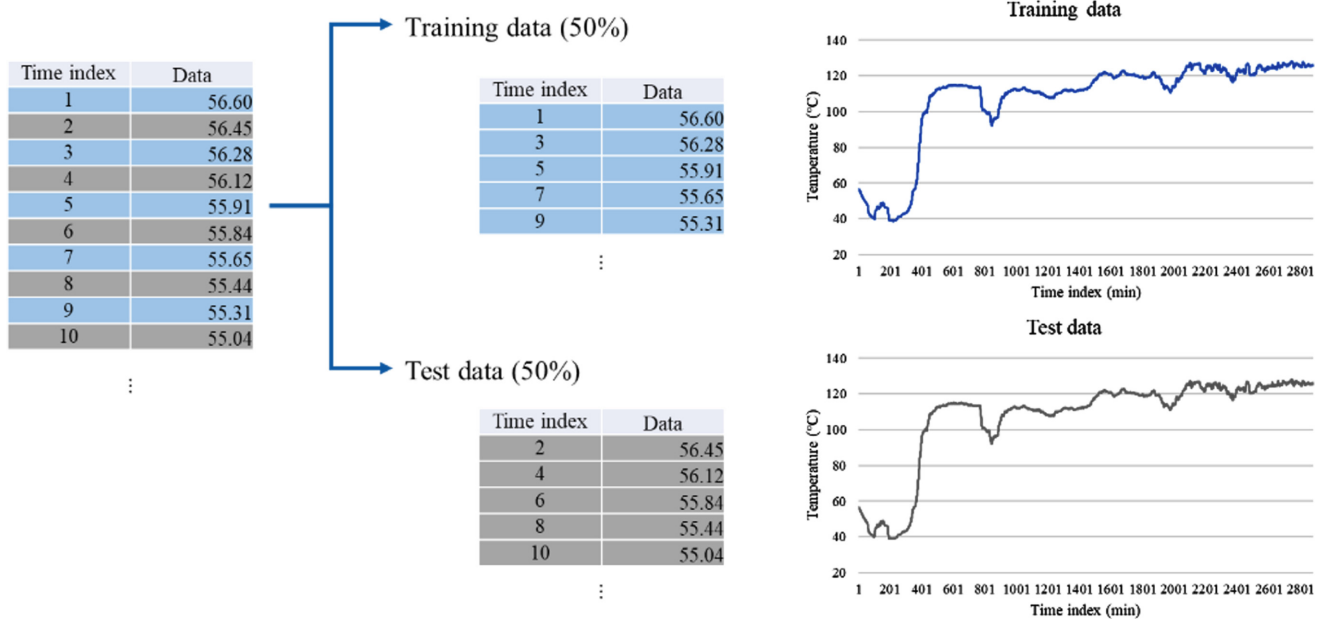 Time index Data
1 56.60
2 56.45
3 56.28
4 56.12
5 55.91
6 55.84
7 55.65
8 55.44
9 55.31
10 55.04
⋮
Training data (50%)
Time index Data
1 56.60
3 56.28
5 55.91
7 55.65
9 55.31
⋮
Test data (50%)
Time index Data
2 56.45
4 56.12
6 55.84
8 55.44
10 55.04
⋮
Training data
Temperature (°C)
140
120
100
80
60
40
20
1 201 401 601 801 1001 1201 1401 1601 1801 2001 2201 2401 2601 2801
Time index (min)
Test data
Temperature (°C)
140
120
100
80
60
40
20
1 201 401 601 801 1001 1201 1401 1601 1801 2001 2201 2401 2601 2801
Time index (min)